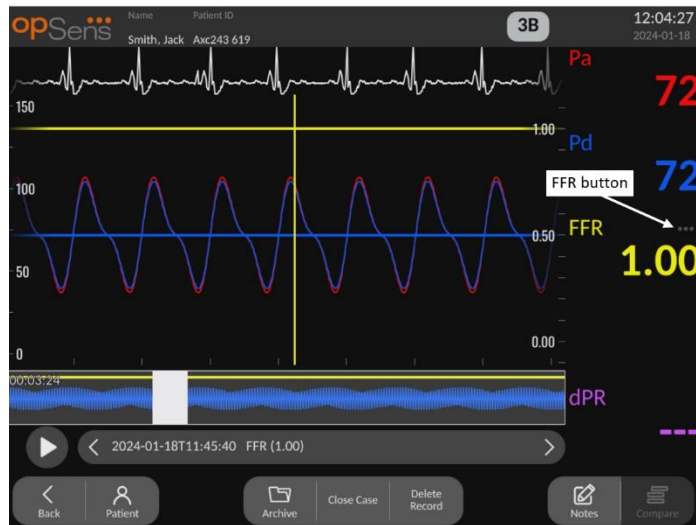 opSens
Name Patient ID
Smith, Jack Axc243 619
3B
12:04:27
2024-01-18
Pa
72
150
1.00
Pd
72
100
FFR button
0.50
FFR
1.00
50
0.00
0
00:03:24
dPR
---
2024-01-18T11:45:40 FFR (1.00)
Back
Patient
Archive
Close Case
Delete
Record
Notes
Compare